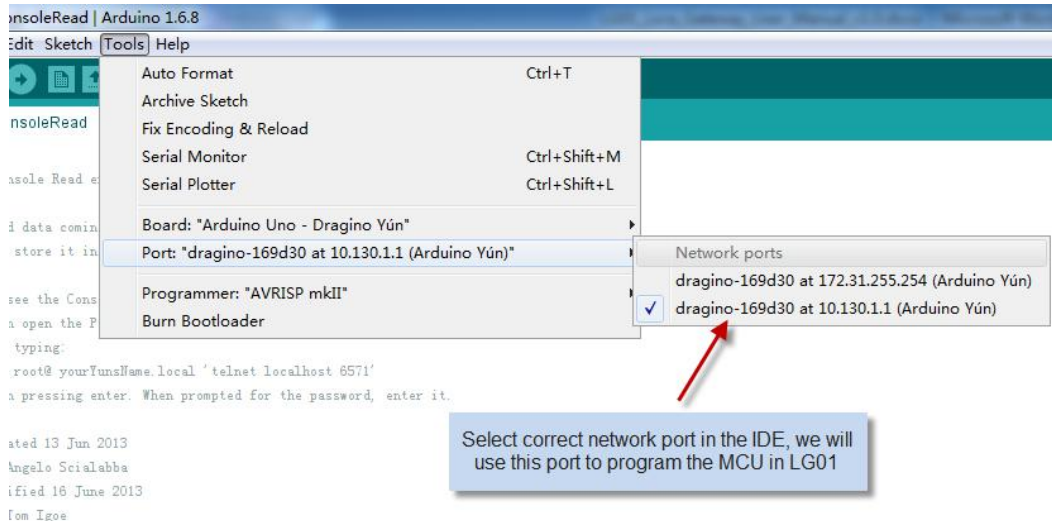 onsoleRead | Arduino 1.6.8
Edit Sketch Tools Help
Auto Format Ctrl+T
Archive Sketch
Fix Encoding & Reload
Serial Monitor Ctrl+Shift+M
Serial Plotter Ctrl+Shift+L
Board: "Arduino Uno - Dragino Yún"
Port: "dragino-169d30 at 10.130.1.1 (Arduino Yún)"
Programmer: "AVRISP mkII"
Burn Bootloader
Network ports
dragino-169d30 at 172.31.255.254 (Arduino Yún)
dragino-169d30 at 10.130.1.1 (Arduino Yún)
nsoleRead
nsole Read e
d data comin
store it in
see the Cons
n open the P
typing:
root@ yourYunsName.local 'telnet localhost 6571'
n pressing enter. When prompted for the password, enter it.
ated 13 Jun 2013
Angelo Scialabba
ified 16 June 2013
Tom Igoe
Select correct network port in the IDE, we will
use this port to program the MCU in LG01